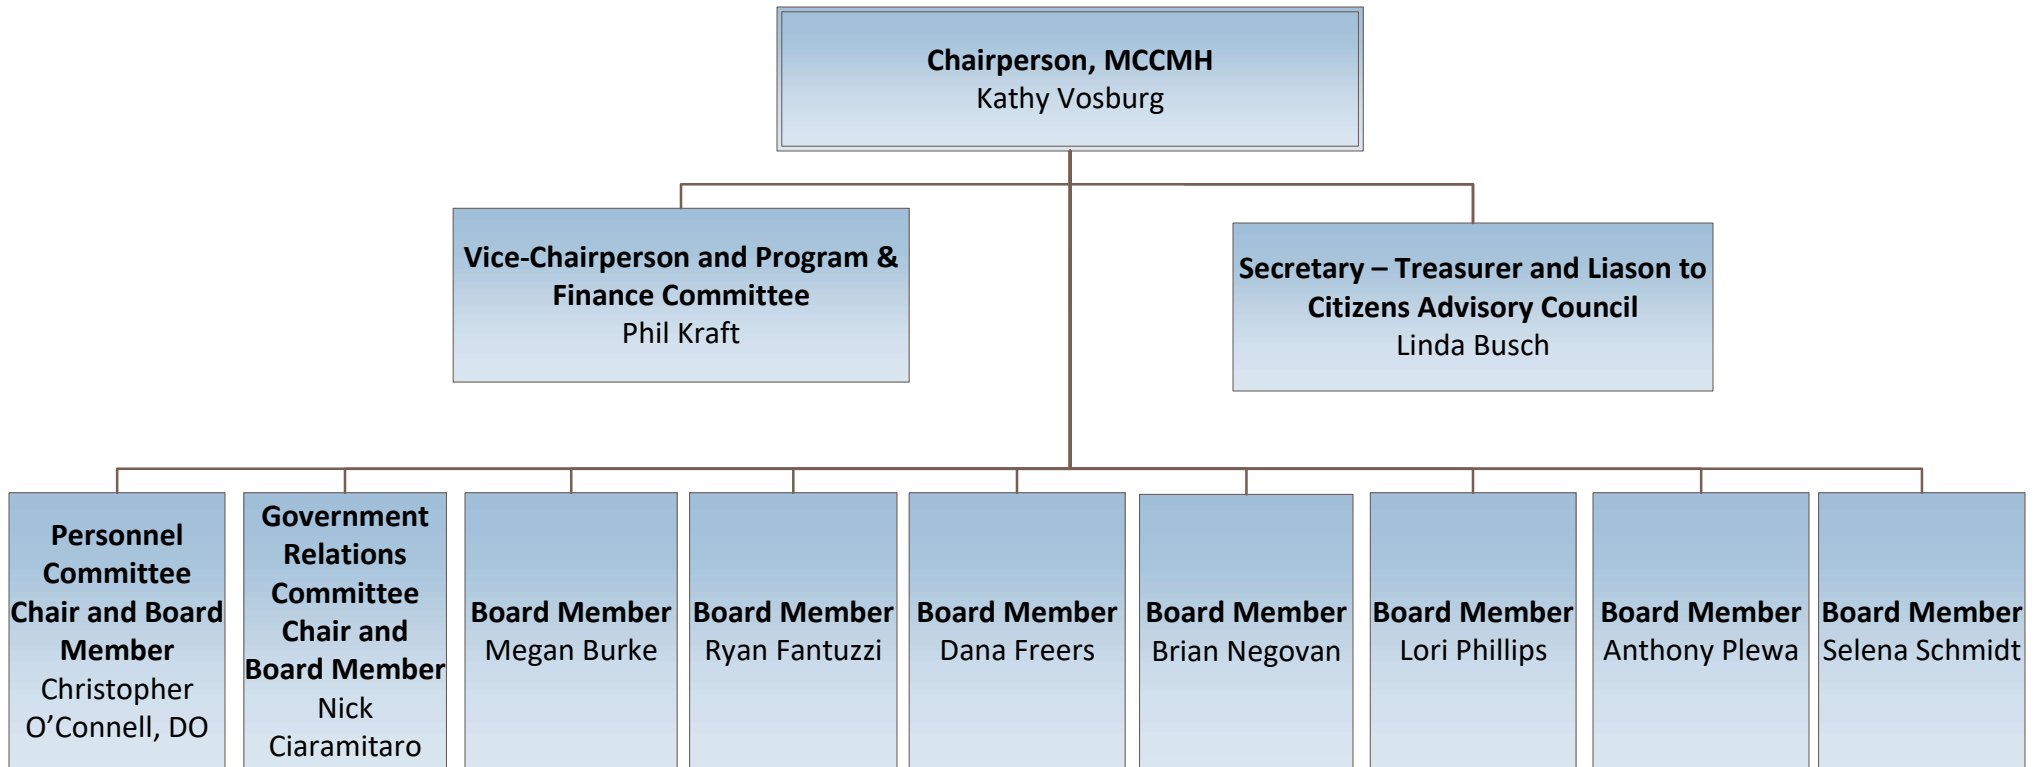 Chairperson, MCCMH
Kathy Vosburg
Vice-Chairperson and Program &
Finance Committee
Phil Kraft
Secretary – Treasurer and Liason to
Citizens Advisory Council
Linda Busch
Personnel
Committee
Chair and Board
Member
Christopher
O’Connell, DO
Government
Relations
Committee
Chair and
Board Member
Nick
Ciaramitaro
Board Member
Megan Burke
Board Member
Ryan Fantuzzi
Board Member
Dana Freers
Board Member
Brian Negovan
Board Member
Lori Phillips
Board Member
Anthony Plewa
Board Member
Selena Schmidt